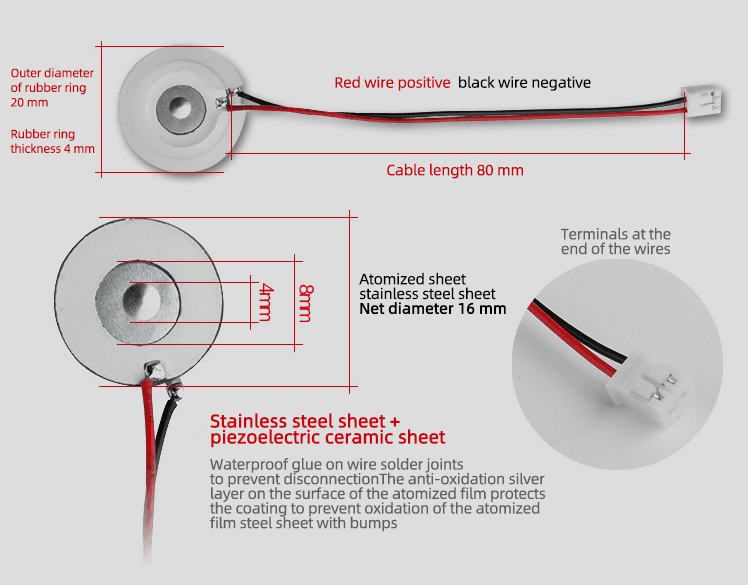 Outer diameter
of rubber ring
20 mm
Rubber ring
thickness 4 mm
Red wire positive black wire negative
Cable length 80 mm
Terminals at the
end of the wires
4mm
8mm
Atomized sheet
stainless steel sheet
Net diameter 16 mm
Stainless steel sheet +
piezoelectric ceramic sheet
Waterproof glue on wire solder joints
to prevent disconnectionThe anti-oxidation silver
layer on the surface of the atomized film protects
the coating to prevent oxidation of the atomized
film steel sheet with bumps